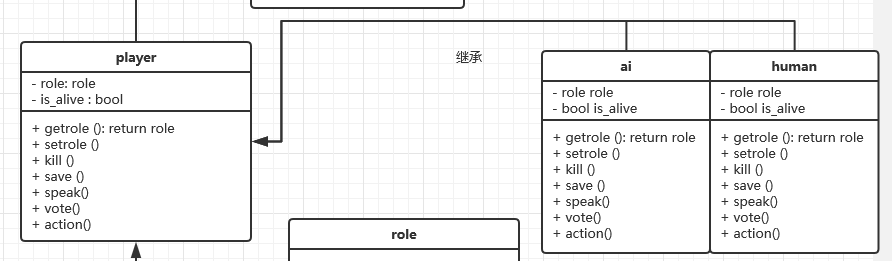 player
- role: role
- is_alive : bool
+ getrole (): return role
+ setrole ()
+ kill ()
+ save ()
+ speak()
+ vote()
+ action()
继承
role
ai
- role role
- bool is_alive
+ getrole (): return role
+ setrole ()
+ kill ()
+ save ()
+ speak()
+ vote()
+ action()
human
- role role
- bool is_alive
+ getrole (): return role
+ setrole ()
+ kill ()
+ save ()
+ speak()
+ vote()
+ action()